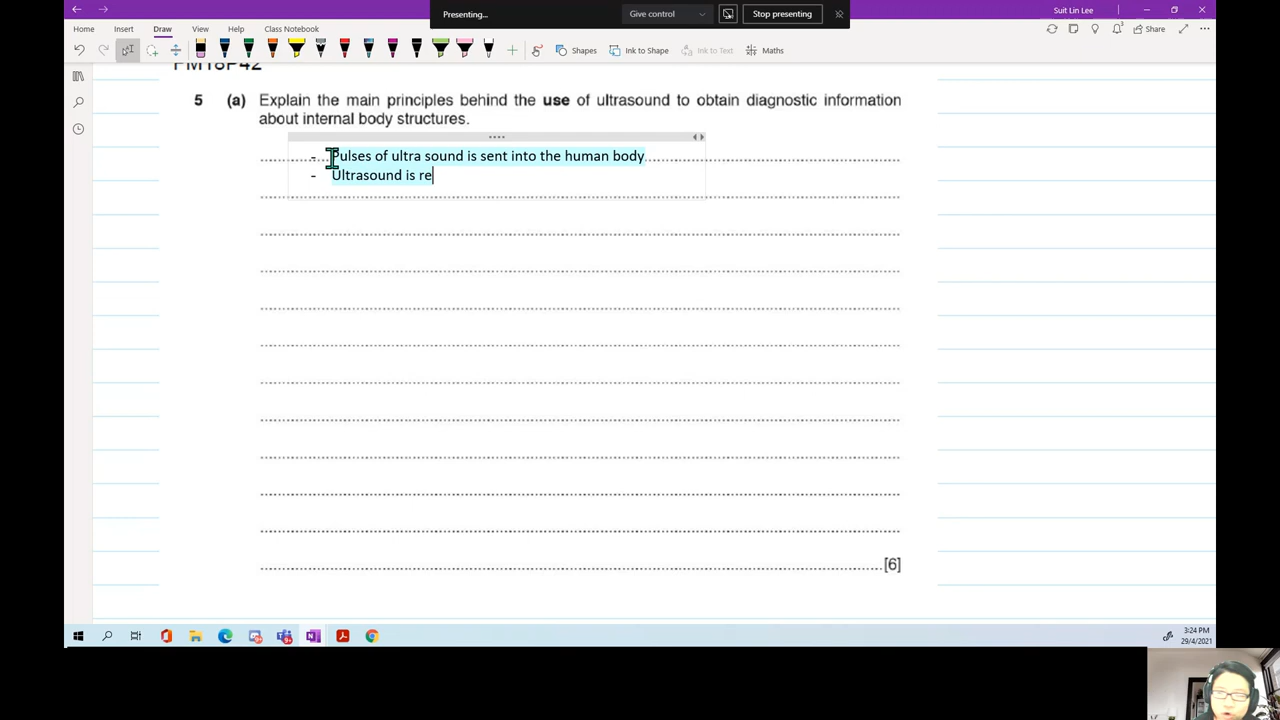 Presenting...
Give control
Stop presenting
Suit Lin Lee
Home Insert Draw View Help Class Notebook
Share
Shapes Ink to Shape Ink to Text Maths
FM18P42
5 (a) Explain the main principles behind the use of ultrasound to obtain diagnostic information
about internal body structures.
- Pulses of ultra sound is sent into the human body
- Ultrasound is re
[6]
3:24 PM
29/4/2021